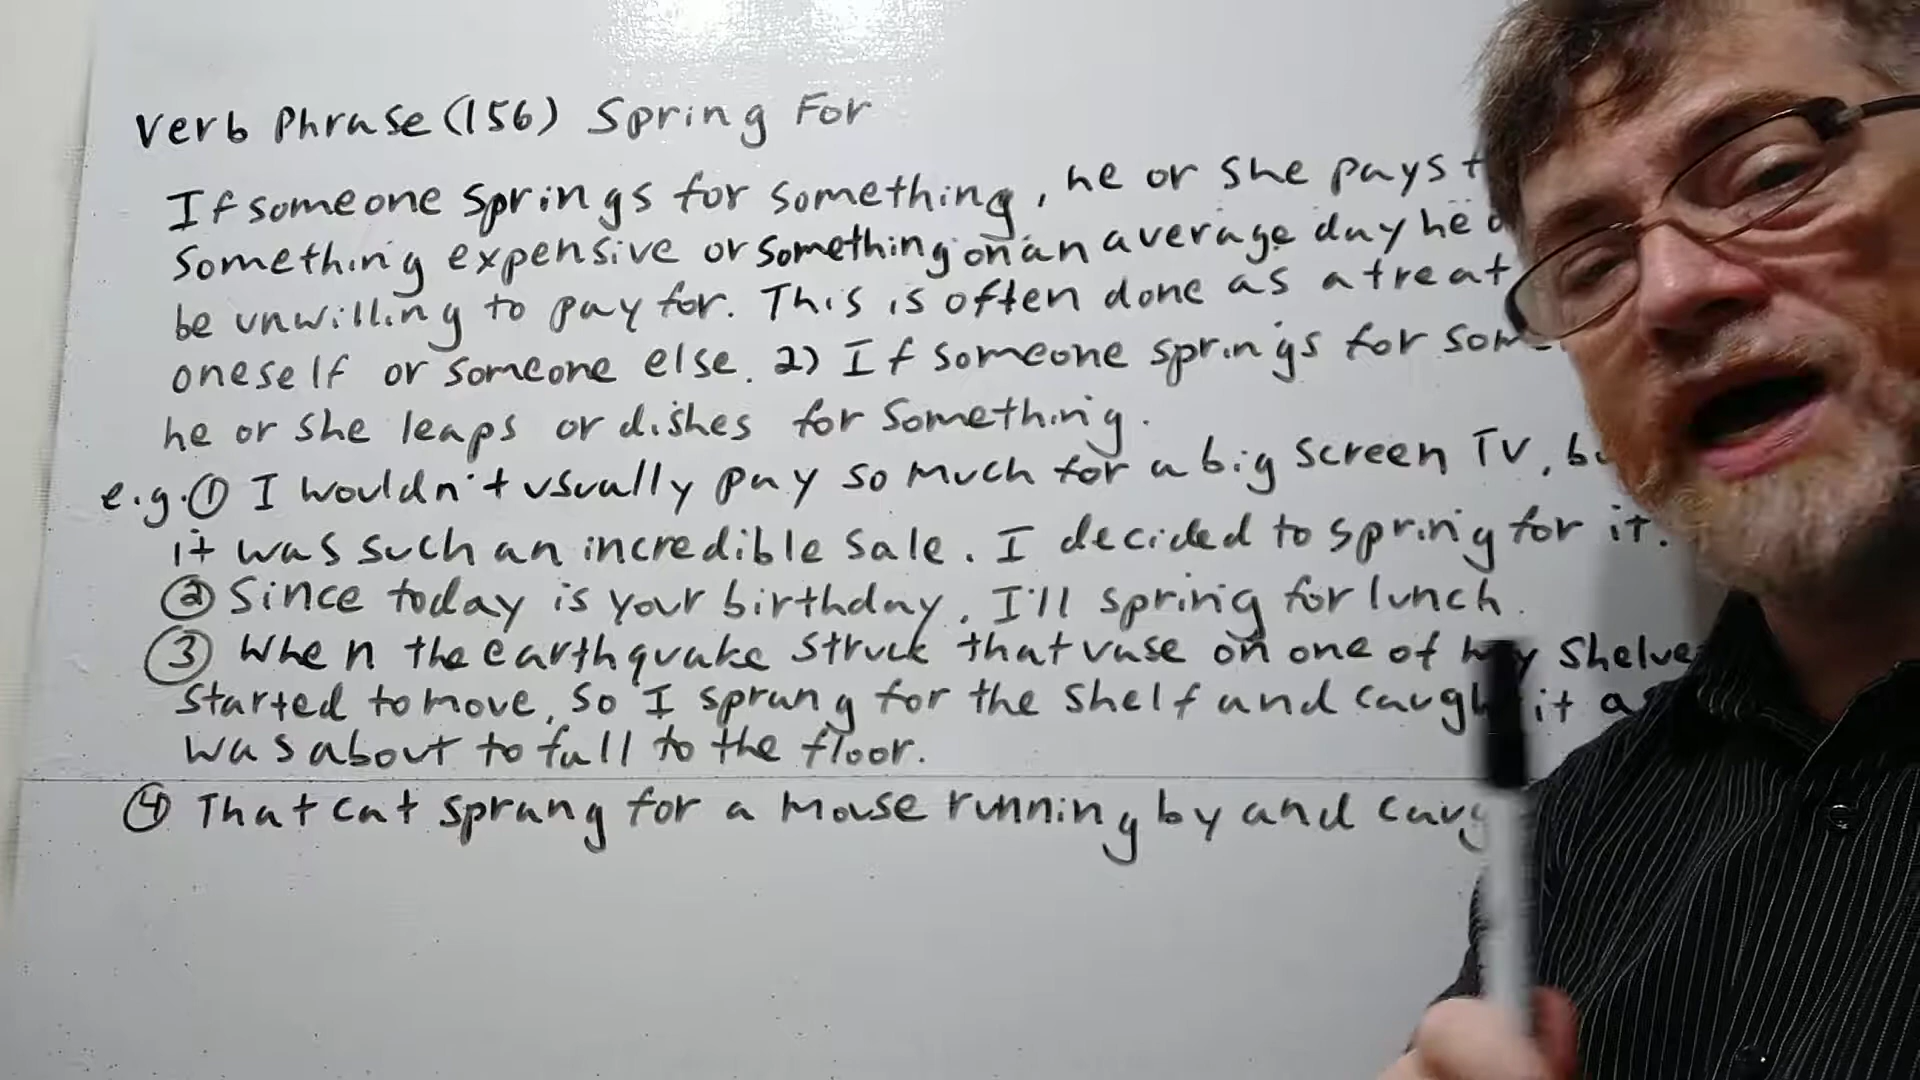 Verb Phrase (156) Spring For
If someone springs for something, he or she pays
something expensive or something on an average day he
be unwilling to pay for. This is often done as a treat
oneself or someone else. 2) If someone springs for
he or she leaps or dishes for something.
e.g. ① I wouldn't usually pay so much for a big screen TV,
it was such an incredible sale. I decided to spring for it.
② Since today is your birthday, I'll spring for lunch.
③ When the earthquake struck that vase on one of my
started to move, so I sprang for the shelf and it
was about to fall to the floor.
④ That cat sprang for a mouse running by and